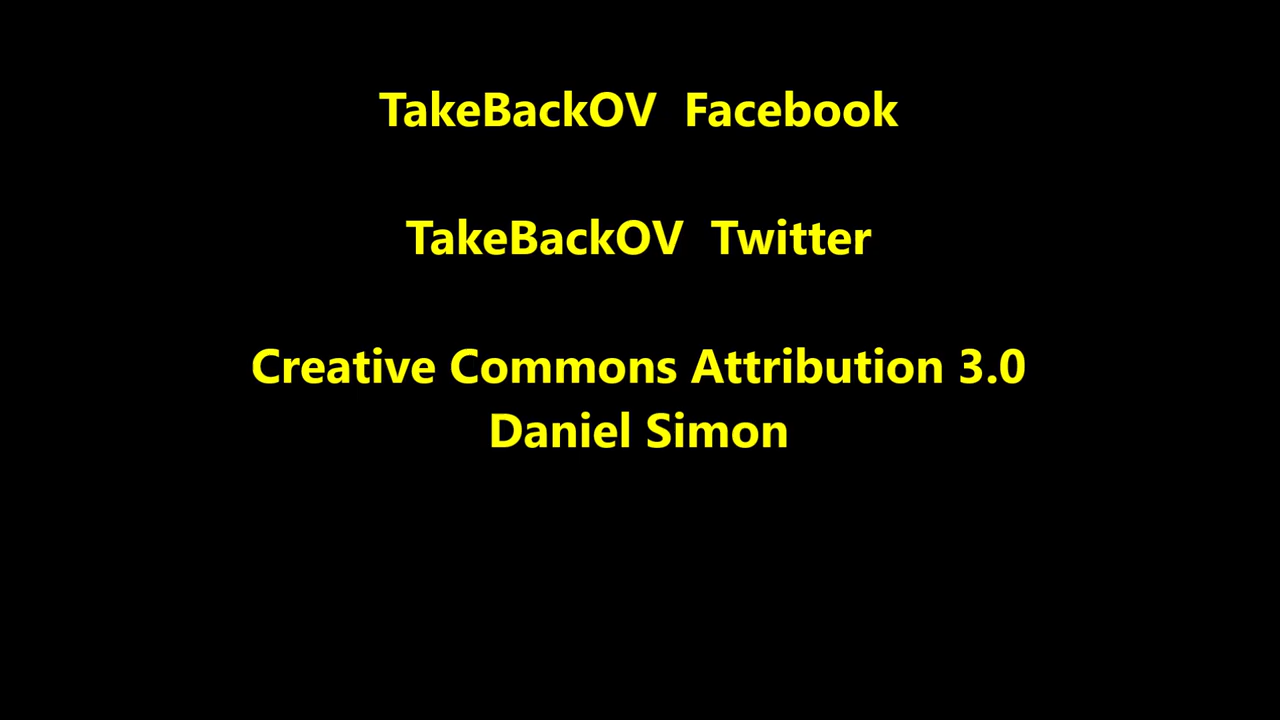 TakeBackOV  Facebook
TakeBackOV  Twitter
Creative Commons Attribution 3.0
Daniel Simon